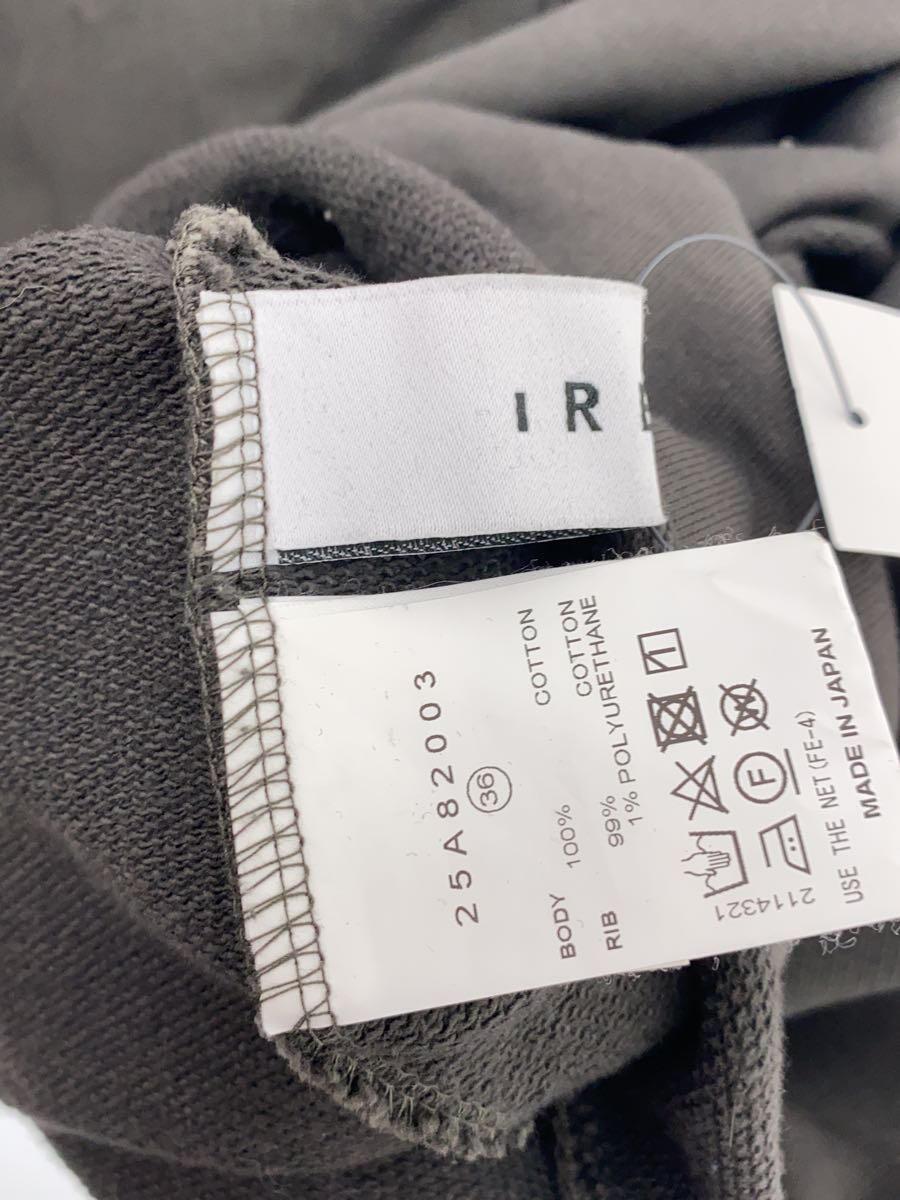 IR
25A82003
36
BODY 100% COTTON
RIB 99% COTTON
1% POLYURETHANE
1
F
2114321
USE THE NET (FE-4)
MADE IN JAPAN